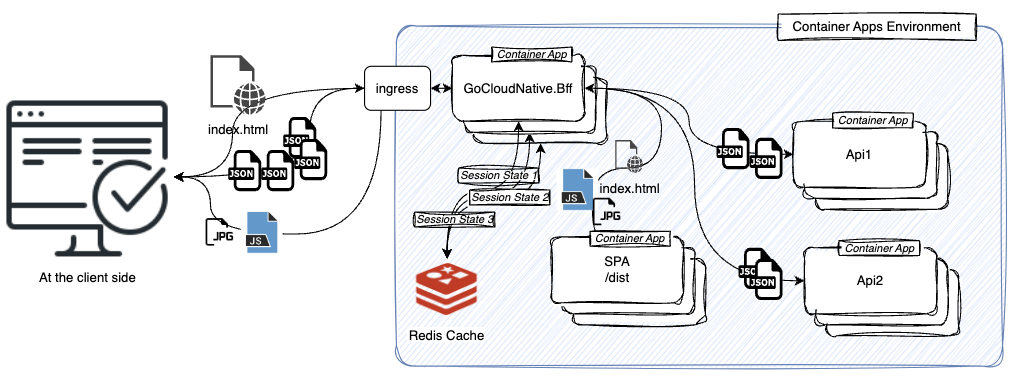 Container Apps Environment
Container App
GoCloudNative.Bff
ingress
index.html
JSON
JSON
JSON
JSON
JSON
JPG
JS
At the client side
Session State 1
Session State 2
Session State 3
Redis Cache
index.html
JS
JPG
Container App
SPA
/dist
JSON
JSON
Container App
Api1
JSON
JSON
Container App
Api2